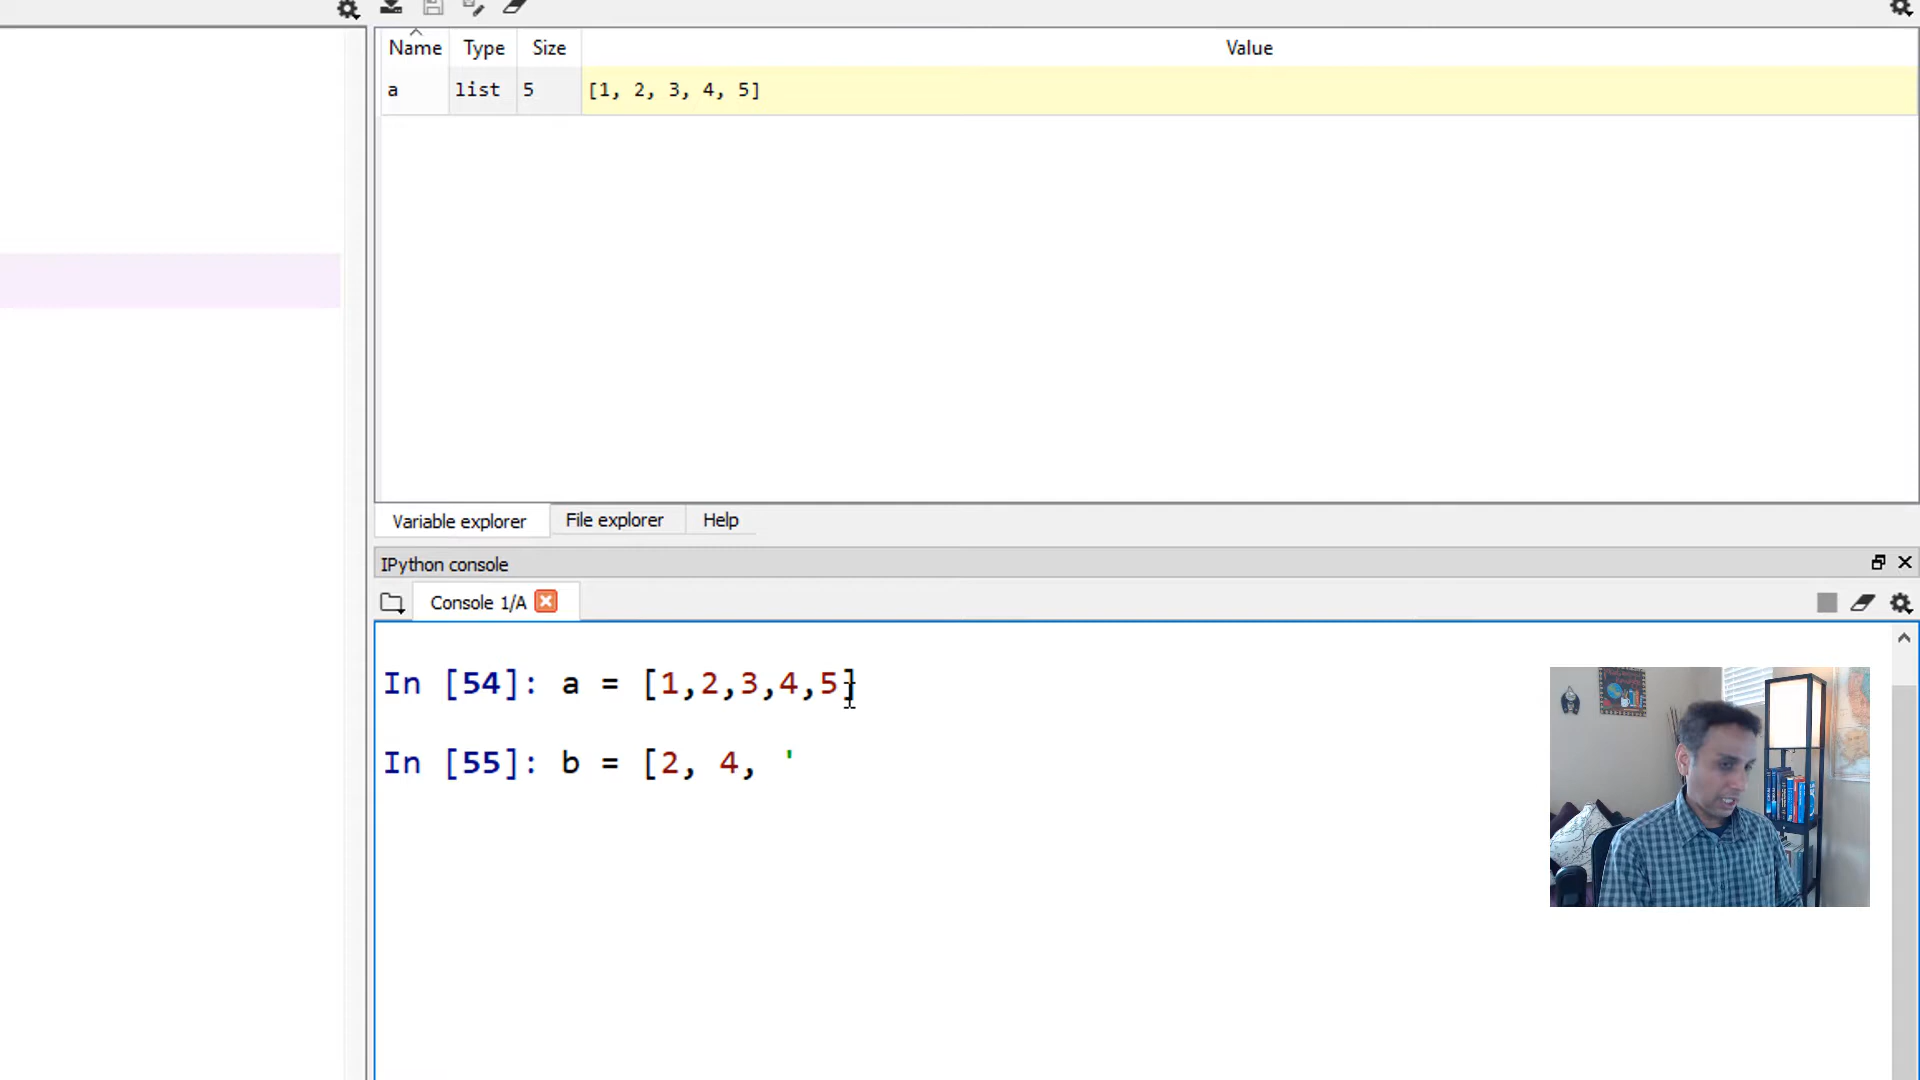 Name Type Size Value
a list 5 [1, 2, 3, 4, 5]
Variable explorer File explorer Help
IPython console
Console 1/A
In [54]: a = [1,2,3,4,5]
In [55]: b = [2, 4, '